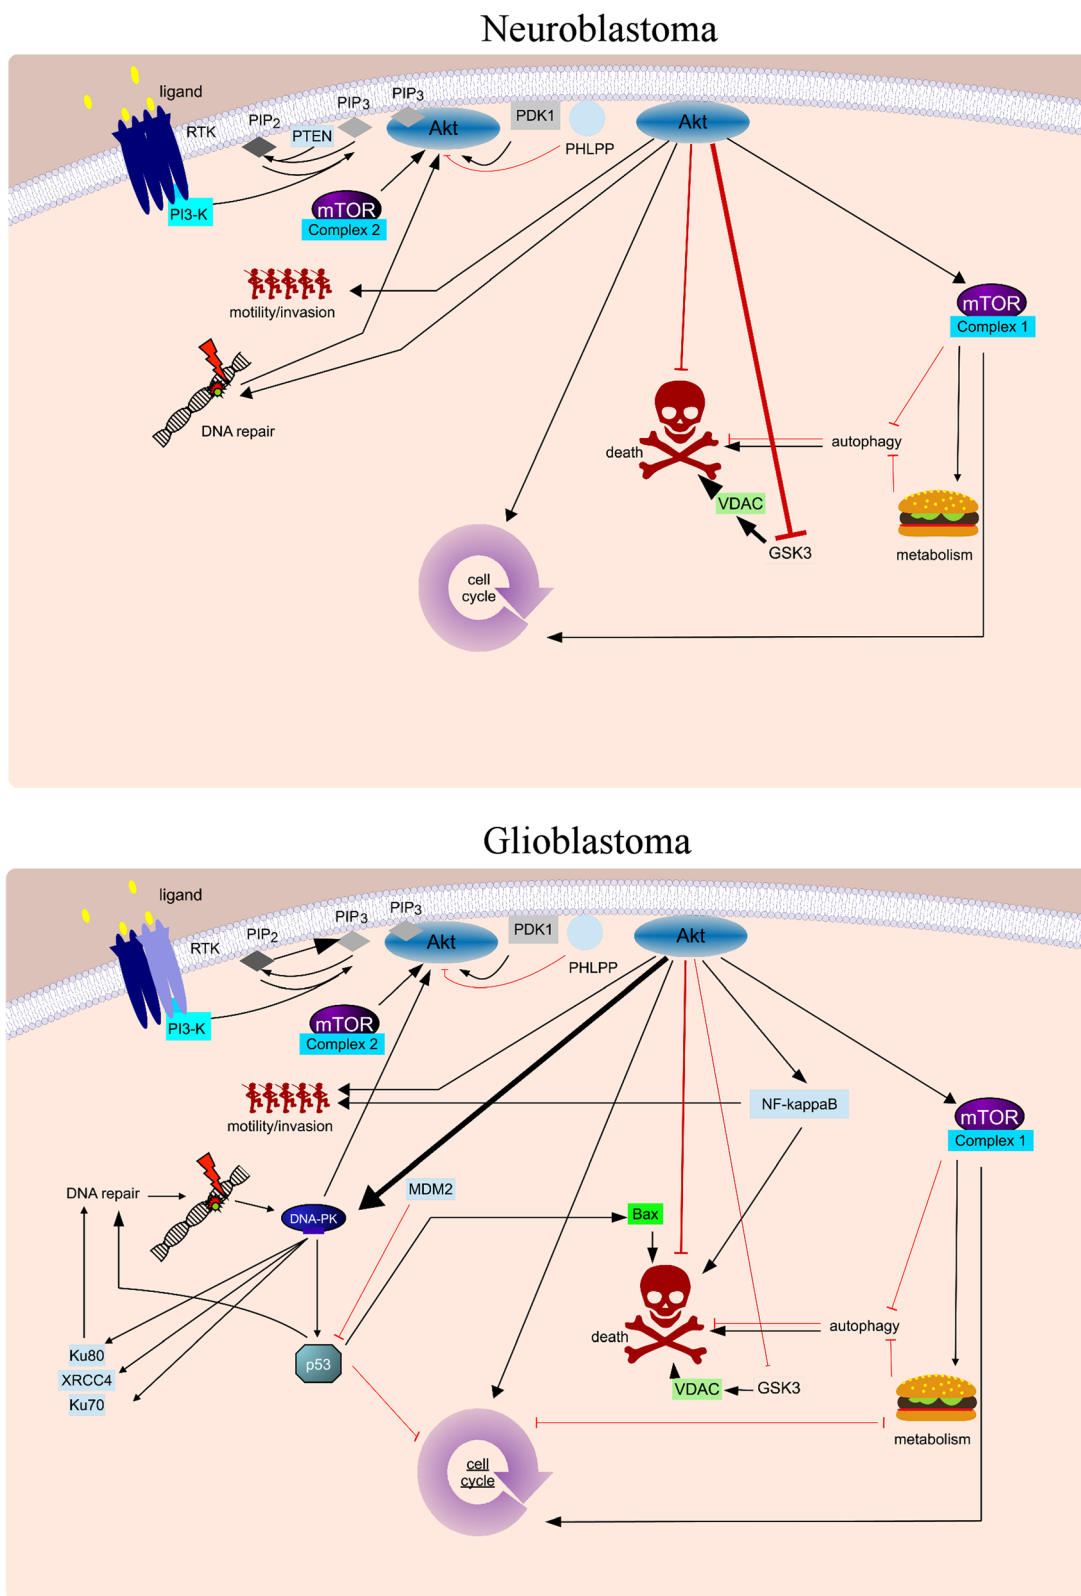 Neuroblastoma
ligand
RTK
PIP2
PTEN
PIP3
PIP3
Akt
PDK1
PHLPP
Akt
PI3-K
mTOR
Complex 2
motility/invasion
mTOR
Complex 1
DNA repair
death
autophagy
VDAC
GSK3
metabolism
cell
cycle
Glioblastoma
ligand
RTK
PIP2
PIP3
PIP3
Akt
PDK1
PHLPP
Akt
PI3-K
mTOR
Complex 2
motility/invasion
NF-kappaB
mTOR
Complex 1
DNA repair
DNA-PK
MDM2
Bax
death
autophagy
Ku80
XRCC4
Ku70
p53
VDAC
GSK3
metabolism
cell
cycle